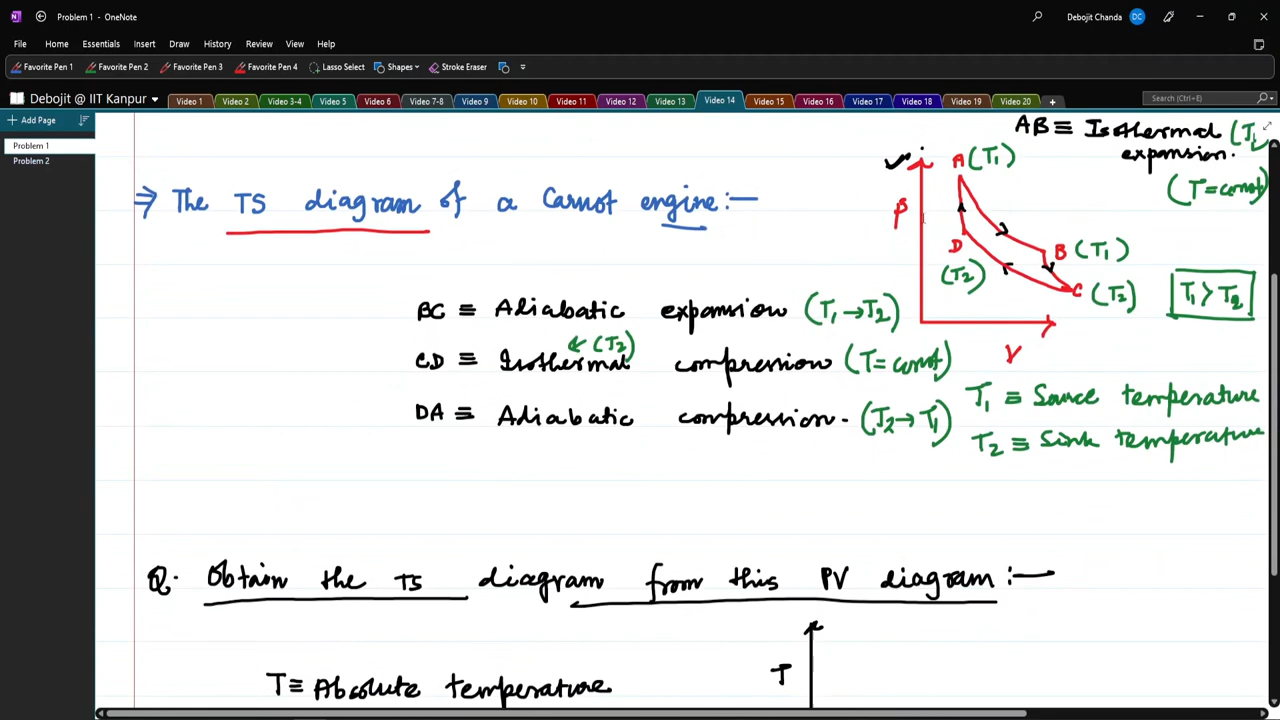 Problem 1 - OneNote
Debojit Chanda DC
File Home Essentials Insert Draw History Review View Help
Favorite Pen 1 Favorite Pen 2 Favorite Pen 3 Favorite Pen 4 Lasso Select Shapes Stroke Eraser
Debojit @ IIT Kanpur Video 1 Video 2 Video 3-4 Video 5 Video 6 Video 7-8 Video 9 Video 10 Video 11 Video 12 Video 13 Video 14 Video 15 Video 16 Video 17 Video 18 Video 19 Video 20 + Search (Ctrl+E)
+ Add Page
Problem 1
Problem 2
AB ≡ Isothermal (T1)
expansion.
(T = const)
⇒ The TS diagram of a Carnot engine :—
A (T1)
P
D
(T2)
B (T1)
C (T2)
T1 > T2
V
BC ≡ Adiabatic expansion (T1 → T2)
(T2)
CD ≡ Isothermal compression (T = const)
DA ≡ Adiabatic compression. (T2 → T1)
T1 ≡ Source temperature
T2 ≡ Sink temperature
Q. Obtain the TS diagram from this PV diagram :—
T ≡ Absolute temperature
T